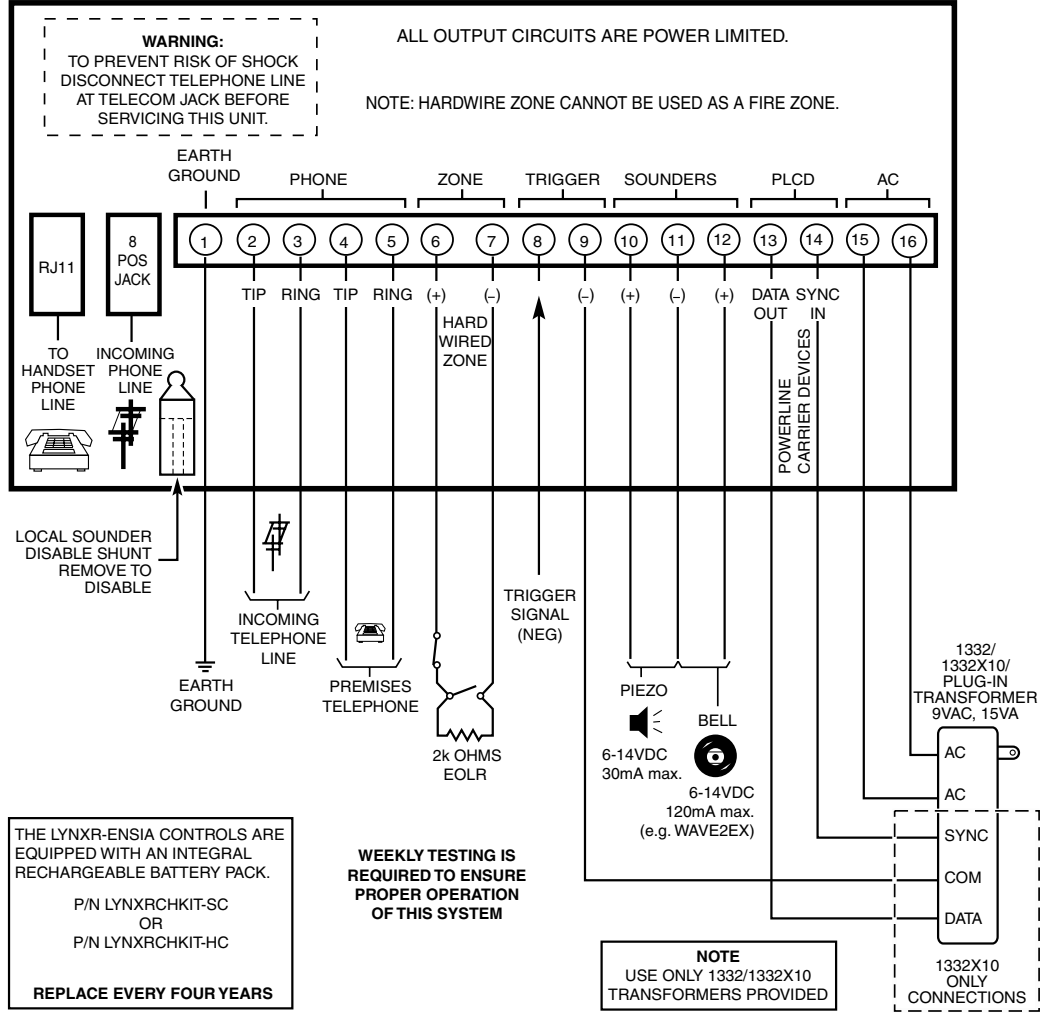 WARNING:
TO PREVENT RISK OF SHOCK
DISCONNECT TELEPHONE LINE
AT TELECOM JACK BEFORE
SERVICING THIS UNIT.
ALL OUTPUT CIRCUITS ARE POWER LIMITED.
NOTE: HARDWIRE ZONE CANNOT BE USED AS A FIRE ZONE.
EARTH
GROUND
PHONE
ZONE
TRIGGER
SOUNDERS
PLCD
AC
RJ11
8
POS
JACK
1 2 3 4 5 6 7 8 9 10 11 12 13 14 15 16
TIP RING TIP RING (+) (–) (–) (+) (–) (+)
DATA
OUT
SYNC
IN
HARD
WIRED
ZONE
POWERLINE
CARRIER DEVICES
TO
HANDSET
PHONE
LINE
INCOMING
PHONE
LINE
LOCAL SOUNDER
DISABLE SHUNT
REMOVE TO
DISABLE
EARTH
GROUND
INCOMING
TELEPHONE
LINE
PREMISES
TELEPHONE
2k OHMS
EOLR
TRIGGER
SIGNAL
(NEG)
PIEZO
6-14VDC
30mA max.
BELL
6-14VDC
120mA max.
(e.g. WAVE2EX)
1332/
1332X10/
PLUG-IN
TRANSFORMER
9VAC, 15VA
AC
AC
SYNC
COM
DATA
1332X10
ONLY
CONNECTIONS
THE LYNXR-ENSIA CONTROLS ARE
EQUIPPED WITH AN INTEGRAL
RECHARGEABLE BATTERY PACK.
P/N LYNXRCHKIT-SC
OR
P/N LYNXRCHKIT-HC
REPLACE EVERY FOUR YEARS
WEEKLY TESTING IS
REQUIRED TO ENSURE
PROPER OPERATION
OF THIS SYSTEM
NOTE
USE ONLY 1332/1332X10
TRANSFORMERS PROVIDED